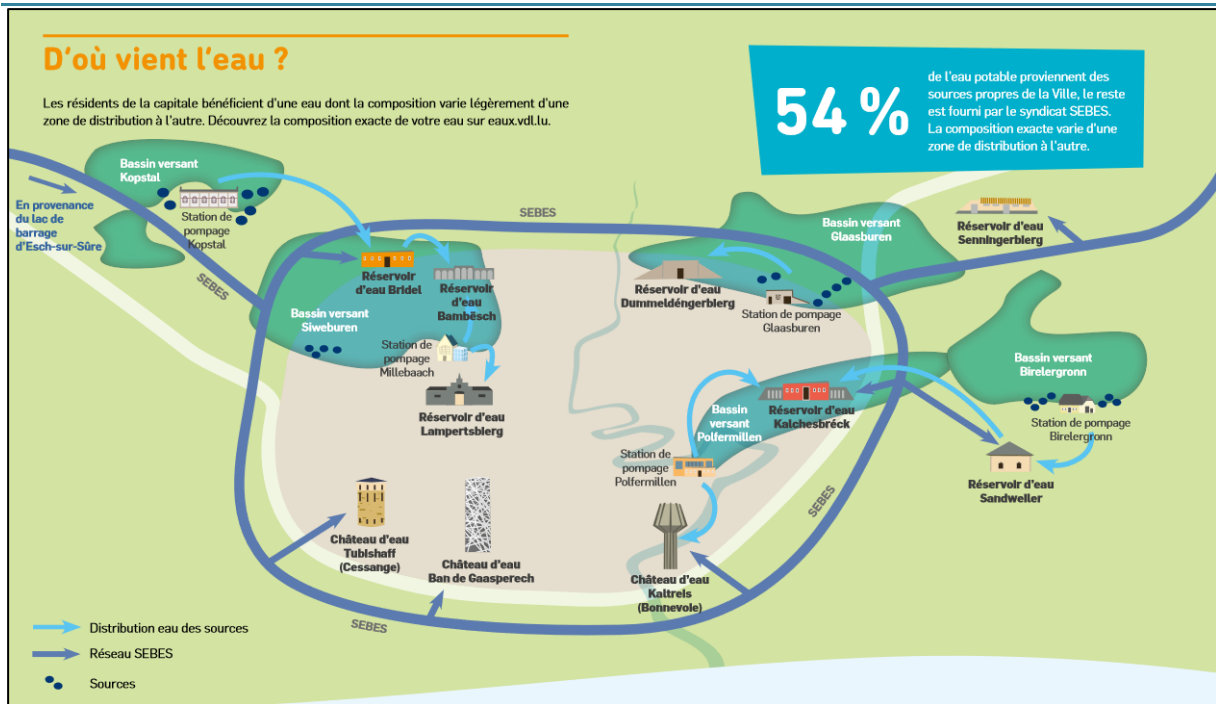 D'où vient l'eau ?
Les résidents de la capitale bénéficient d'une eau dont la composition varie légèrement d'une
zone de distribution à l'autre. Découvrez la composition exacte de votre eau sur eaux.vdl.lu.
54 %
de l'eau potable proviennent des
sources propres de la Ville, le reste
est fourni par le syndicat SEBES.
La composition exacte varie d'une
zone de distribution à l'autre.
Bassin versant
Kopstal
Station de
pompage
Kopstal
En provenance
du lac de
barrage
d'Esch-sur-Sûre
SEBES
SEBES
Réservoir
d'eau Bridel
Réservoir
d'eau
Bambësch
Bassin versant
Siweburen
Station de
pompage
Millebaach
Réservoir d'eau
Lampertsbierg
Bassin versant
Glaasburen
Réservoir d'eau
Dummeldéngerbierg
Station de pompage
Glaasburen
Réservoir d'eau
Senningerbierg
Bassin versant
Birelergronn
Station de pompage
Birelergronn
Réservoir d'eau
Sandweiler
Réservoir d'eau
Kalchesbréck
Bassin
versant
Polfermillen
Station de
pompage
Polfermillen
SEBES
Château d'eau
Tubishaff
(Cessange)
Château d'eau
Ban de Gaasperech
Château d'eau
Kaltreis
(Bonnevoie)
SEBES
Distribution eau des sources
Réseau SEBES
Sources